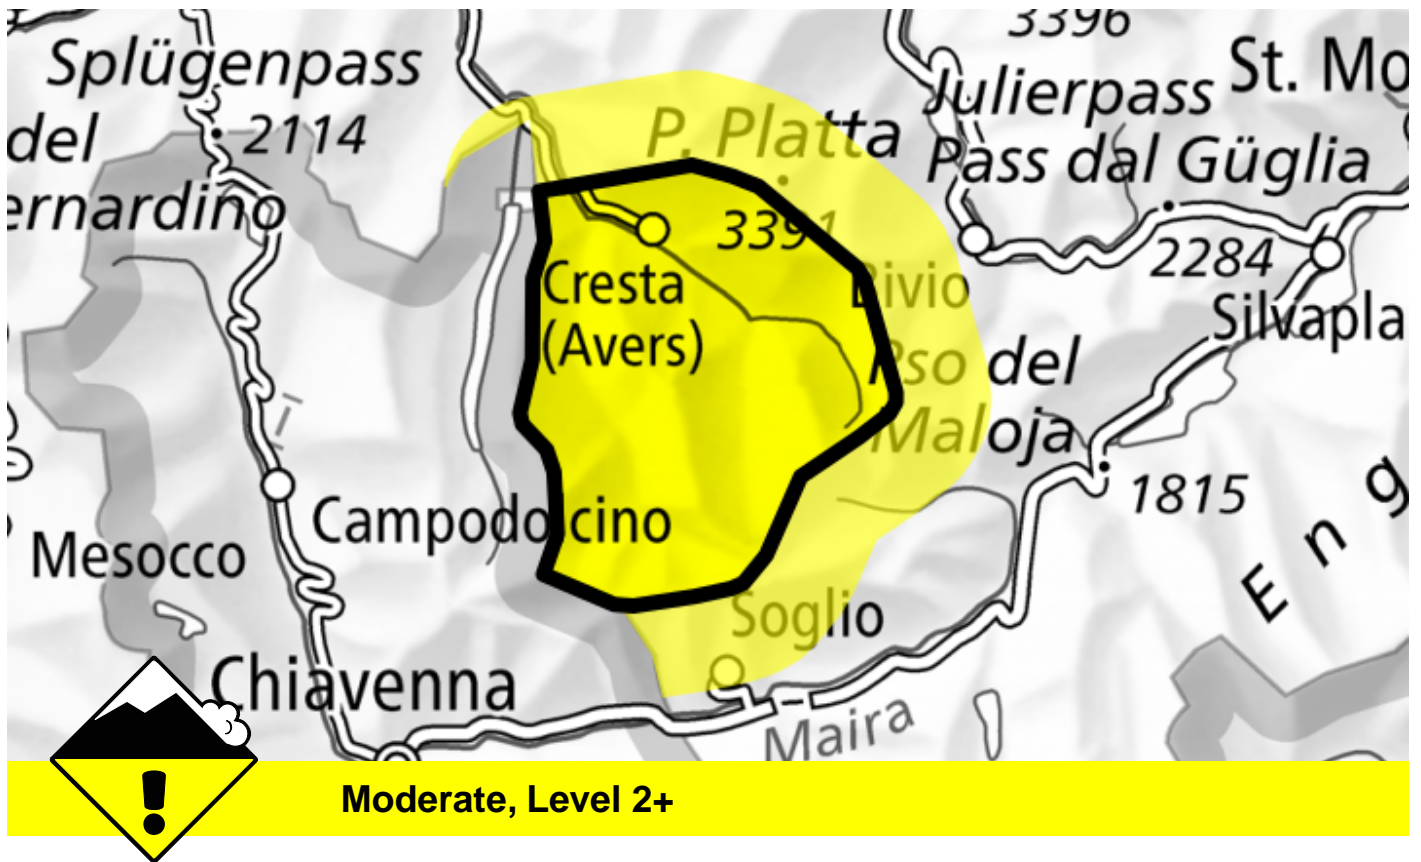 3396
Splügenpass
St. Mo
Julierpass
del
2114
P. Platta
Pass dal Güglia
ernardino
3391
2284
Cresta
Bivio
(Avers)
Silvapla
Pso del
Maloja
1815
Eng
Campodolcino
Mesocco
Soglio
Chiavenna
Maira
!
Moderate, Level 2+